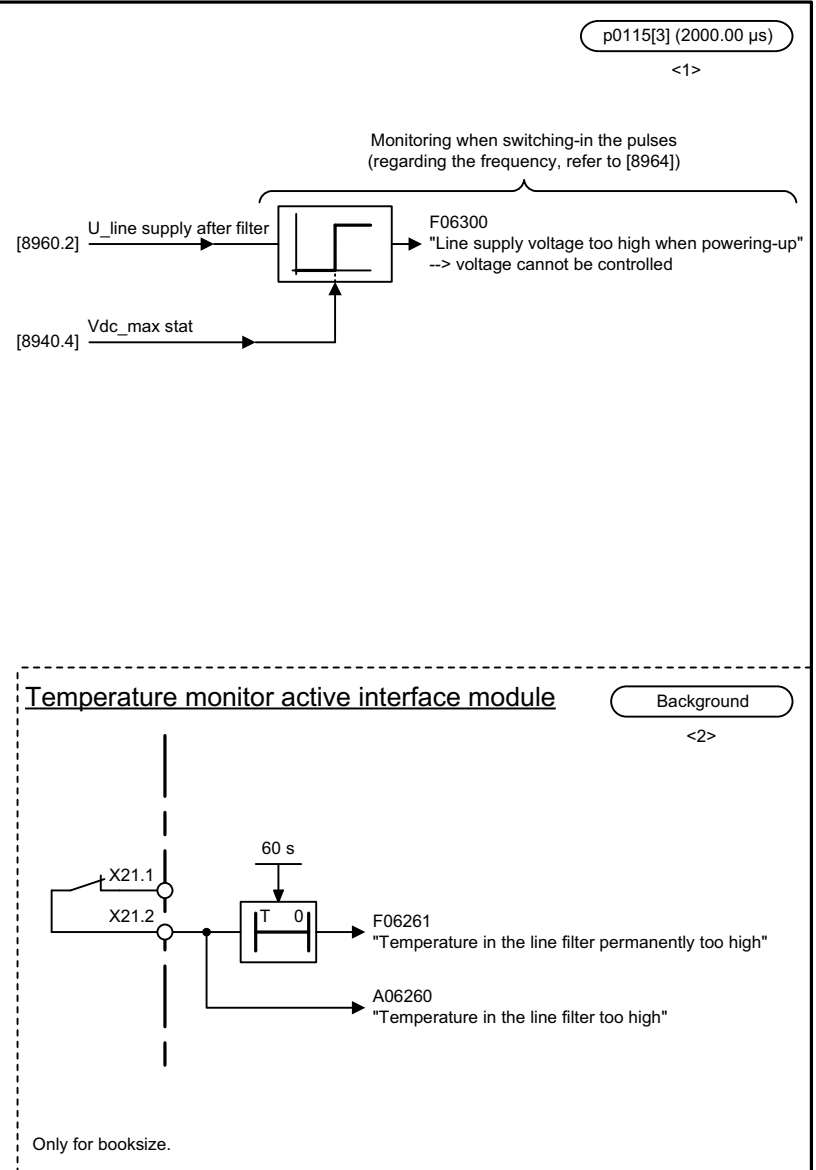 p0115[3] (2000.00 µs)
<1>
Monitoring when switching-in the pulses
(regarding the frequency, refer to [8964])
[8960.2]
U_line supply after filter
F06300
"Line supply voltage too high when powering-up"
--> voltage cannot be controlled
[8940.4]
Vdc_max stat
Temperature monitor active interface module
Background
<2>
60 s
X21.1
X21.2
T 0
F06261
"Temperature in the line filter permanently too high"
A06260
"Temperature in the line filter too high"
Only for booksize.